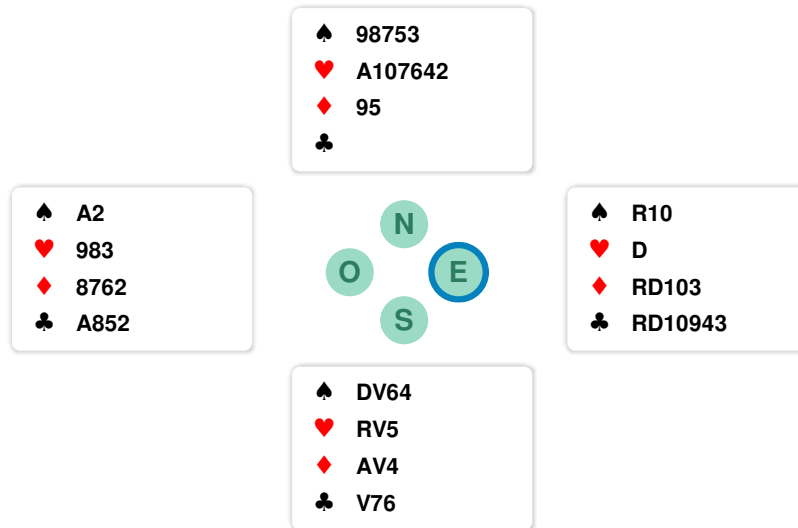 ♠ 98753
♥ A107642
♦ 95
♣
♠ A2
♥ 983
♦ 8762
♣ A852
N
O
E
S
♠ R10
♥ D
♦ RD103
♣ RD10943
♠ DV64
♥ RV5
♦ AV4
♣ V76